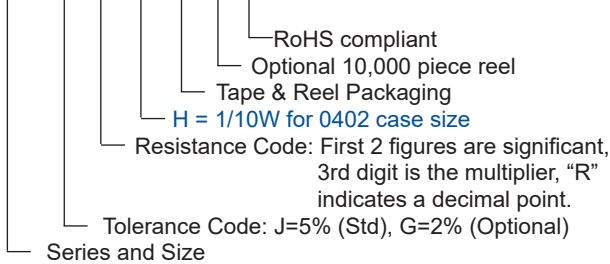 RoHS compliant
Optional 10,000 piece reel
Tape & Reel Packaging
H = 1/10W for 0402 case size
Resistance Code: First 2 figures are significant,
3rd digit is the multiplier, “R”
indicates a decimal point.
Tolerance Code: J=5% (Std), G=2% (Optional)
Series and Size